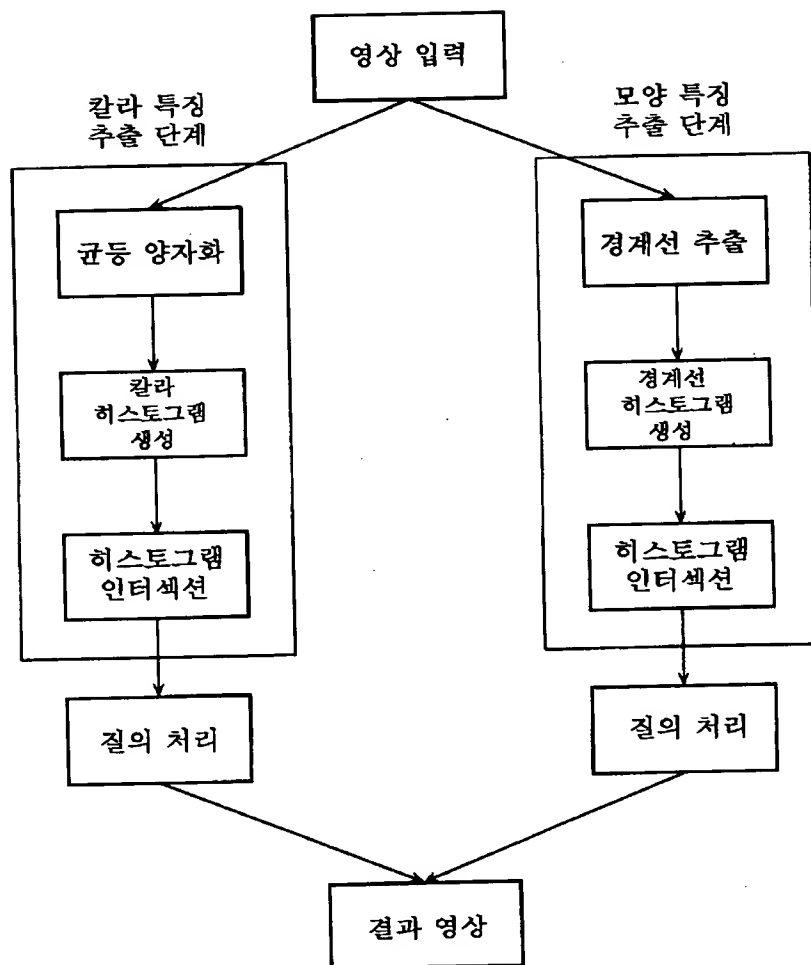 영상 입력
칼라 특징
추출 단계
모양 특징
추출 단계
균등 양자화
경계선 추출
칼라
히스토그램
생성
경계선
히스토그램
생성
히스토그램
인터섹션
히스토그램
인터섹션
질의 처리
질의 처리
결과 영상